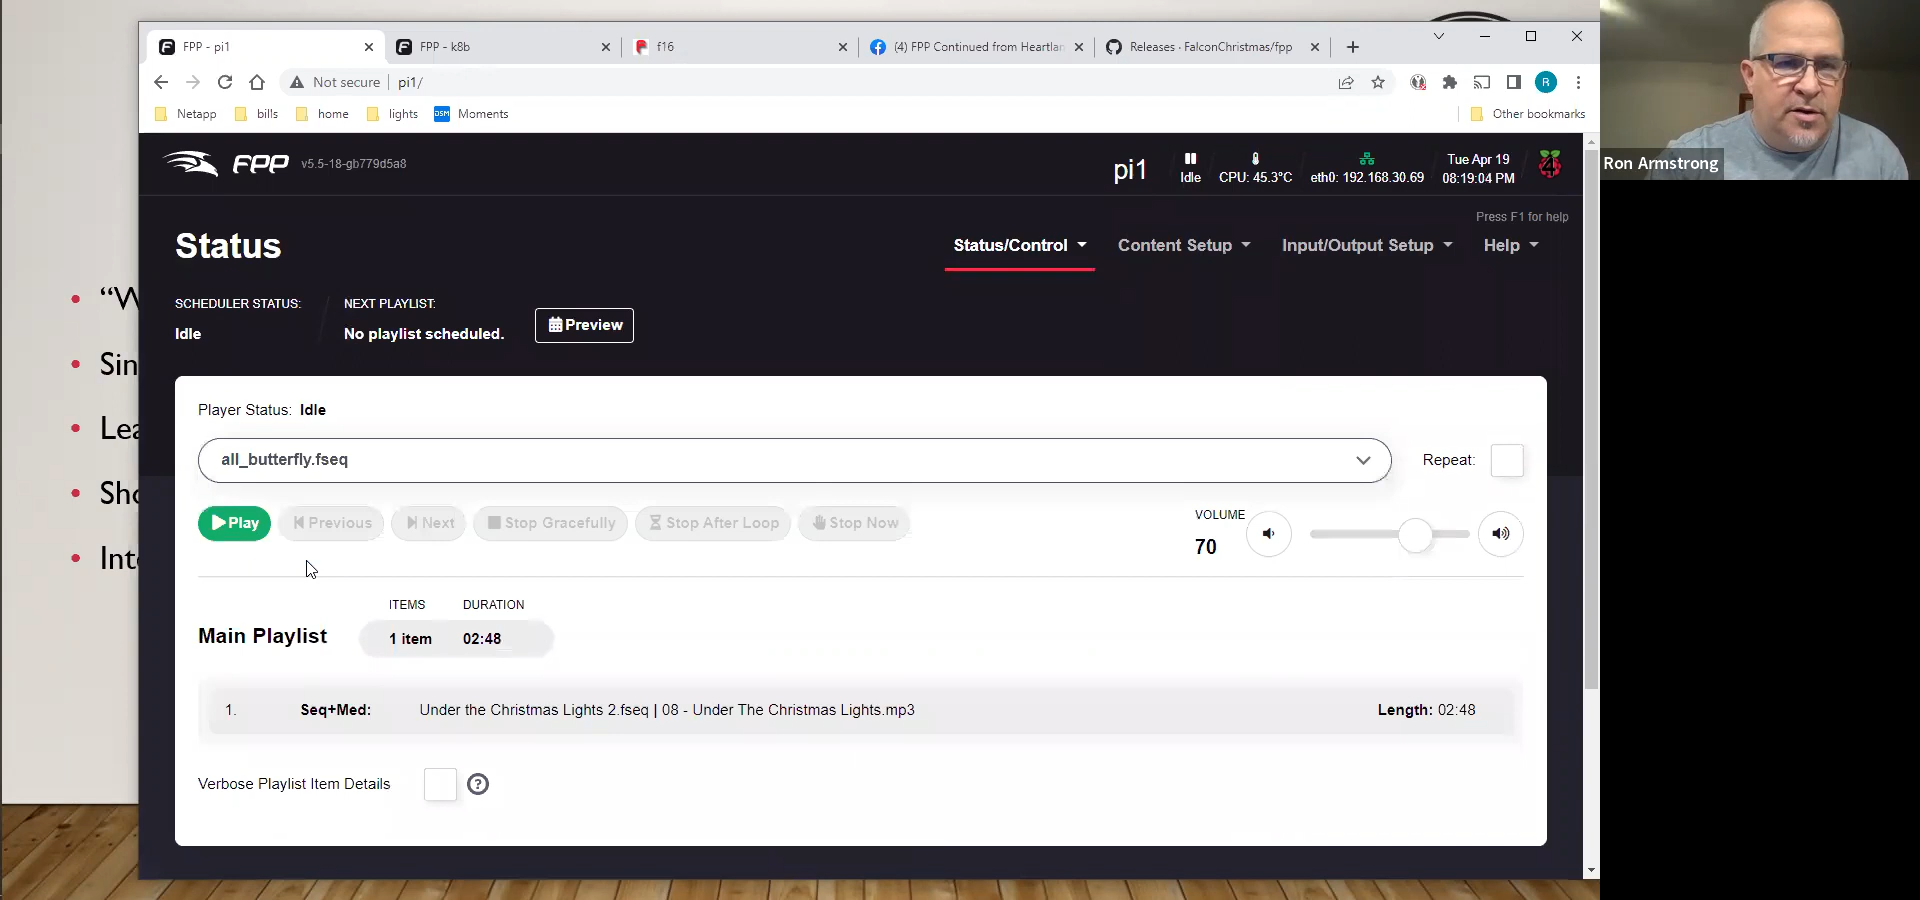 FPP - pi1
FPP - k8b
f16
(4) FPP Continued from Heartlan
Releases · FalconChristmas/fpp
Not secure
pi1/
R
Netapp
bills
home
lights
DSM
Moments
Other bookmarks
FPP
v5.5-18-gb779d5a8
pi1
Idle
CPU: 45.3°C
eth0: 192.168.30.69
Tue Apr 19
08:19:04 PM
4
Press F1 for help
Status
Status/Control
Content Setup
Input/Output Setup
Help
SCHEDULER STATUS:
Idle
NEXT PLAYLIST:
No playlist scheduled.
Preview
Player Status: Idle
all_butterfly.fseq
Repeat:
Play
Previous
Next
Stop Gracefully
Stop After Loop
Stop Now
VOLUME
70
Main Playlist
ITEMS
DURATION
1 item
02:48
1. Seq+Med: Under the Christmas Lights 2.fseq | 08 - Under The Christmas Lights.mp3 Length: 02:48
Verbose Playlist Item Details
?
• “W
• Sin
• Lea
• Sho
• Inte
Ron Armstrong